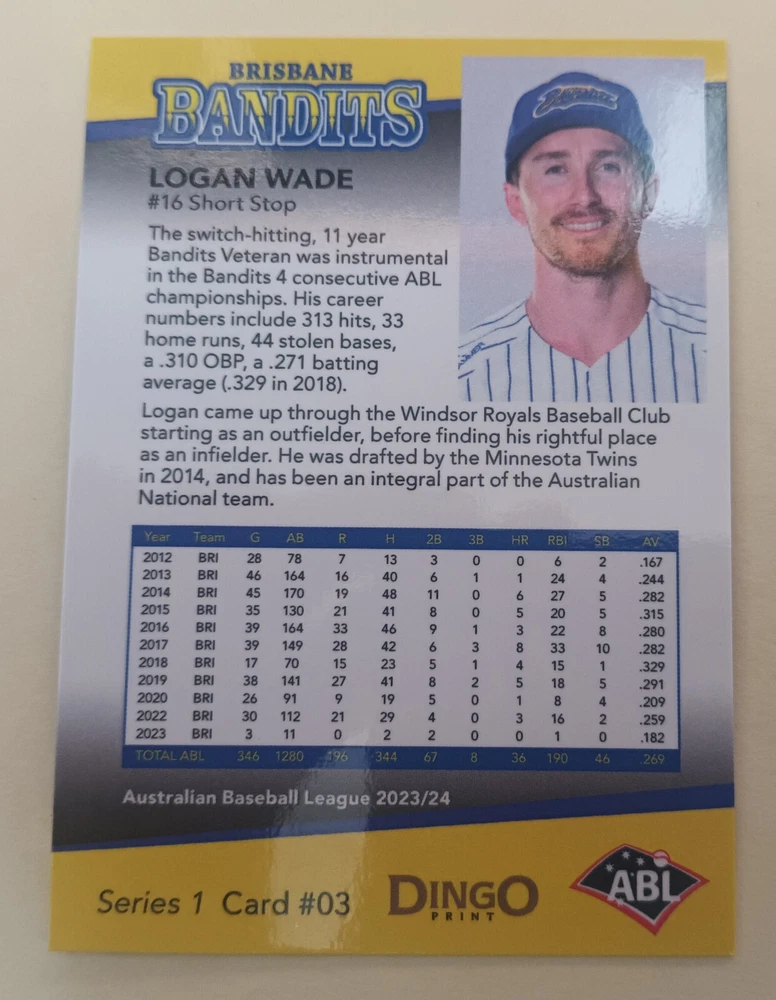 BRISBANE
BANDITS
LOGAN WADE
#16 Short Stop
The switch-hitting, 11 year
Bandits Veteran was instrumental
in the Bandits 4 consecutive ABL
championships. His career
numbers include 313 hits, 33
home runs, 44 stolen bases,
a .310 OBP, a .271 batting
average (.329 in 2018).
Logan came up through the Windsor Royals Baseball Club
starting as an outfielder, before finding his rightful place
as an infielder. He was drafted by the Minnesota Twins
in 2014, and has been an integral part of the Australian
National team.
Year Team G AB R H 2B 3B HR RBI SB AV
2012 BRI 28 78 7 13 3 0 0 6 2 .167
2013 BRI 46 164 16 40 6 1 1 24 4 .244
2014 BRI 45 170 19 48 11 0 6 27 5 .282
2015 BRI 35 130 21 41 8 0 5 20 5 .315
2016 BRI 39 164 33 46 9 1 3 22 8 .280
2017 BRI 39 149 28 42 6 3 8 33 10 .282
2018 BRI 17 70 15 23 5 1 4 15 1 .329
2019 BRI 38 141 27 41 8 2 5 18 5 .291
2020 BRI 26 91 9 19 5 0 1 8 4 .209
2022 BRI 30 112 21 29 4 0 3 16 2 .259
2023 BRI 3 11 0 2 2 0 0 1 0 .182
TOTAL ABL 346 1280 196 344 67 8 36 190 46 .269
Australian Baseball League 2023/24
Series 1 Card #03
DINGO
PRINT
ABL